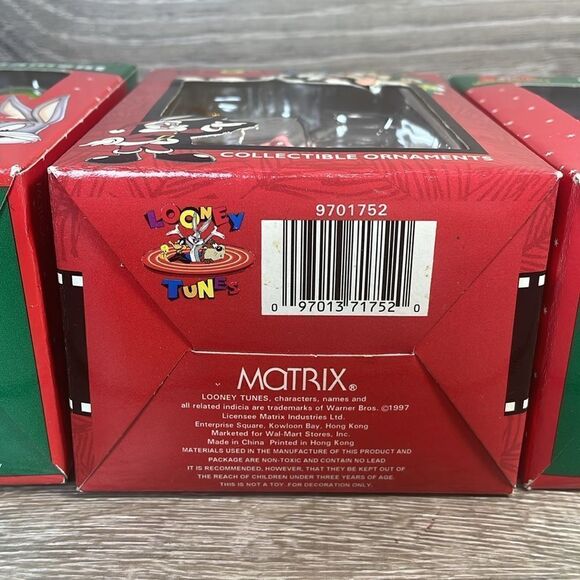 COLLECTIBLE ORNAMENTS
LOONEY
TUNES
9701752
0 97013 71752 0
MATRIX®
LOONEY TUNES, characters, names and
all related indicia are trademarks of Warner Bros. ©1997
Licensee Matrix Industries Ltd.
Enterprise Square, Kowloon Bay, Hong Kong
Marketed for Wal-Mart Stores, Inc.
Made in China Printed in Hong Kong
MATERIALS USED IN THE MANUFACTURE OF THIS PRODUCT AND
PACKAGE ARE NON-TOXIC AND CONTAIN NO LEAD
IT IS RECOMMENDED, HOWEVER, THAT THEY BE KEPT OUT OF
THE REACH OF CHILDREN UNDER THREE YEARS OF AGE.
THIS IS NOT A TOY. FOR DECORATION ONLY.